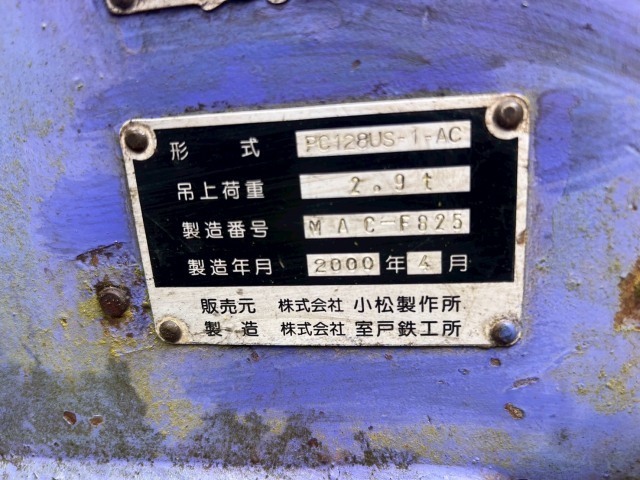 形 式 PC128US-1-AC
吊上荷重 2.9t
製造番号 MAC-F825
製造年月 2000年4月
販売元 株式会社 小松製作所
製造 株式会社 室戸鉄工所